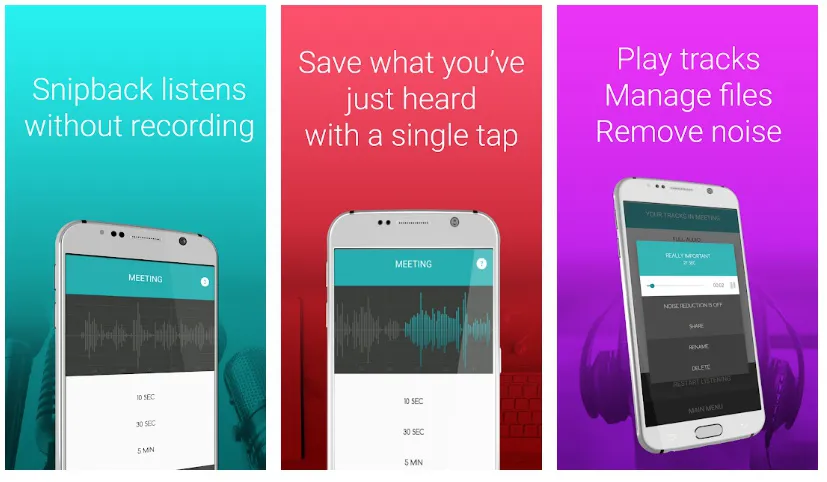 Snipback listens
without recording
MEETING
?
10 SEC
30 SEC
5 MIN
Save what you've
just heard
with a single tap
MEETING
?
10 SEC
30 SEC
5 MIN
Play tracks
Manage files
Remove noise
YOUR TRACKS IN MEETING
REALLY IMPORTANT
NOISE REDUCTION IS OFF
SHARE
RENAME
DELETE
RESTART LISTENING
MAIN MENU